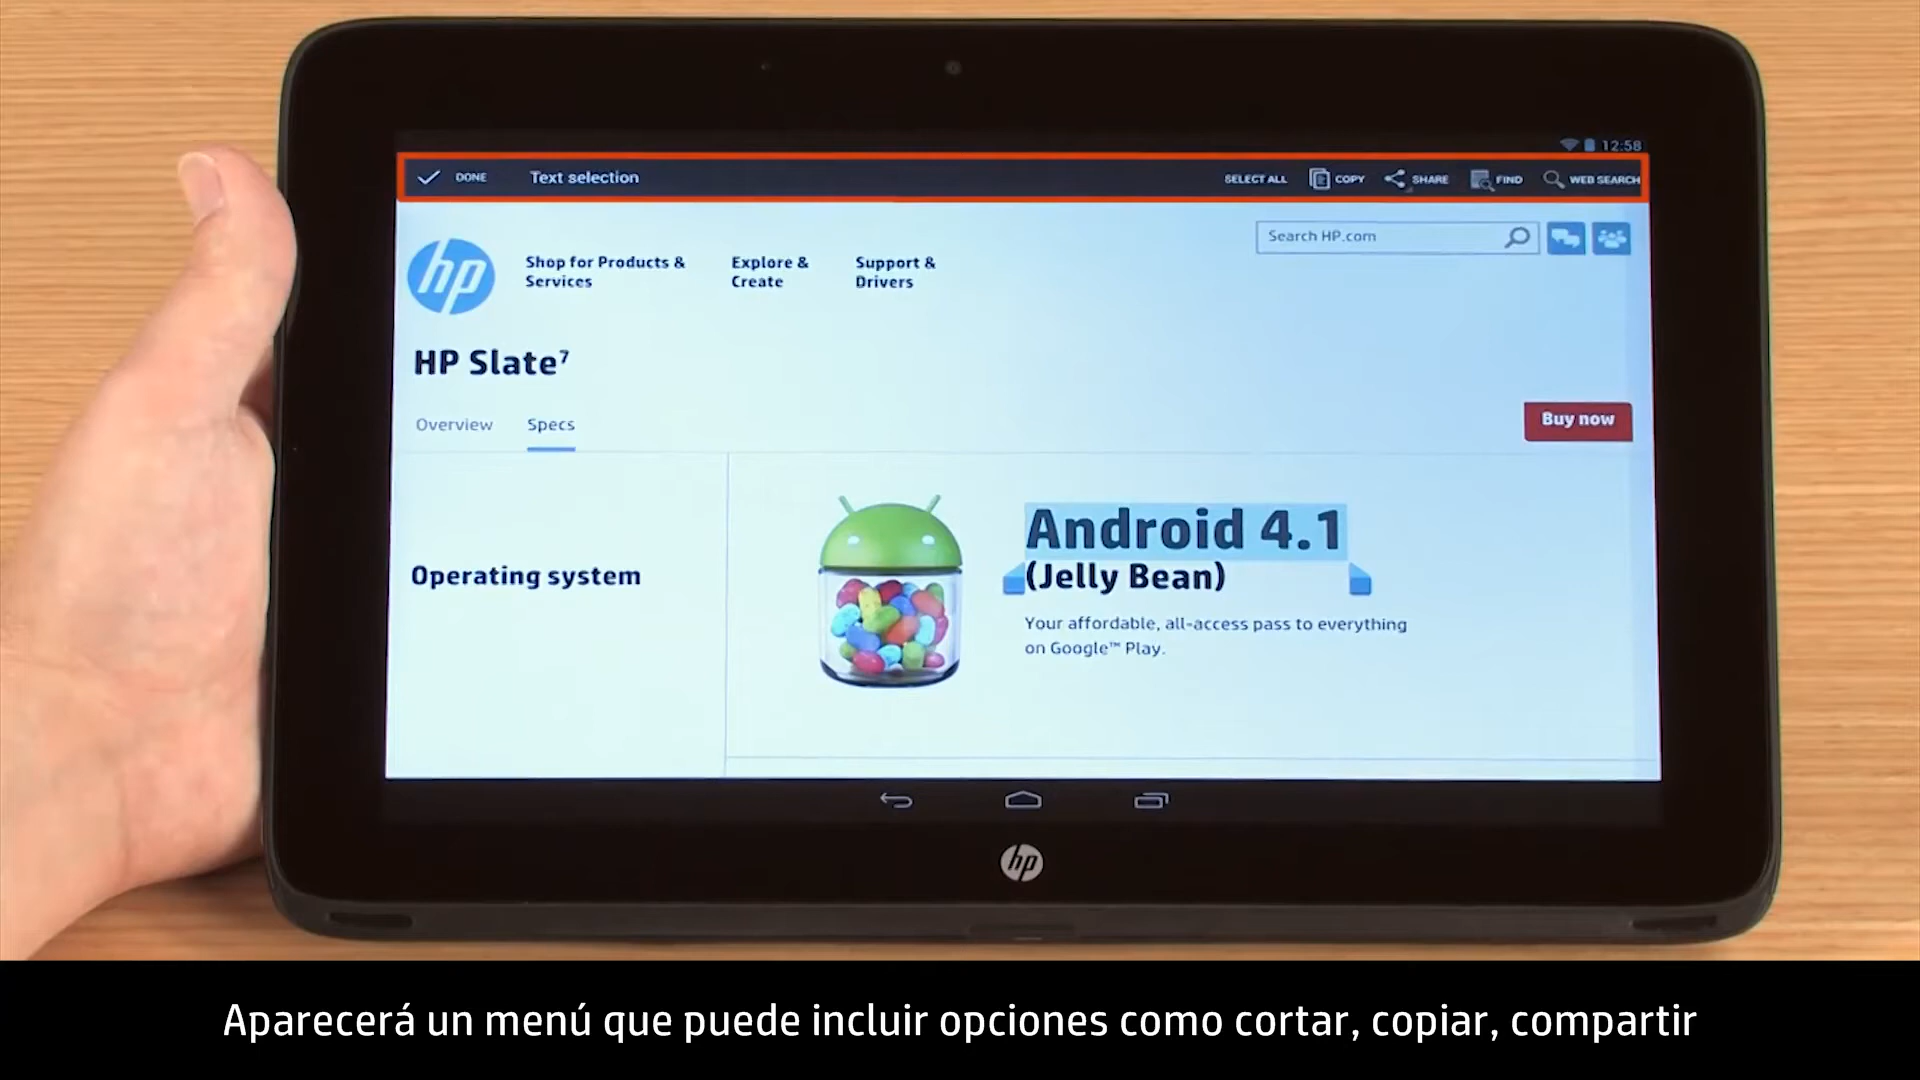 12:58
DONE Text selection SELECT ALL COPY SHARE FIND WEB SEARCH
Search HP.com
hp
Shop for Products &
Services
Explore &
Create
Support &
Drivers
HP Slate⁷
Overview Specs
Buy now
Operating system
Android 4.1
(Jelly Bean)
Your affordable, all-access pass to everything
on Google™ Play.
hp
Aparecerá un menú que puede incluir opciones como cortar, copiar, compartir